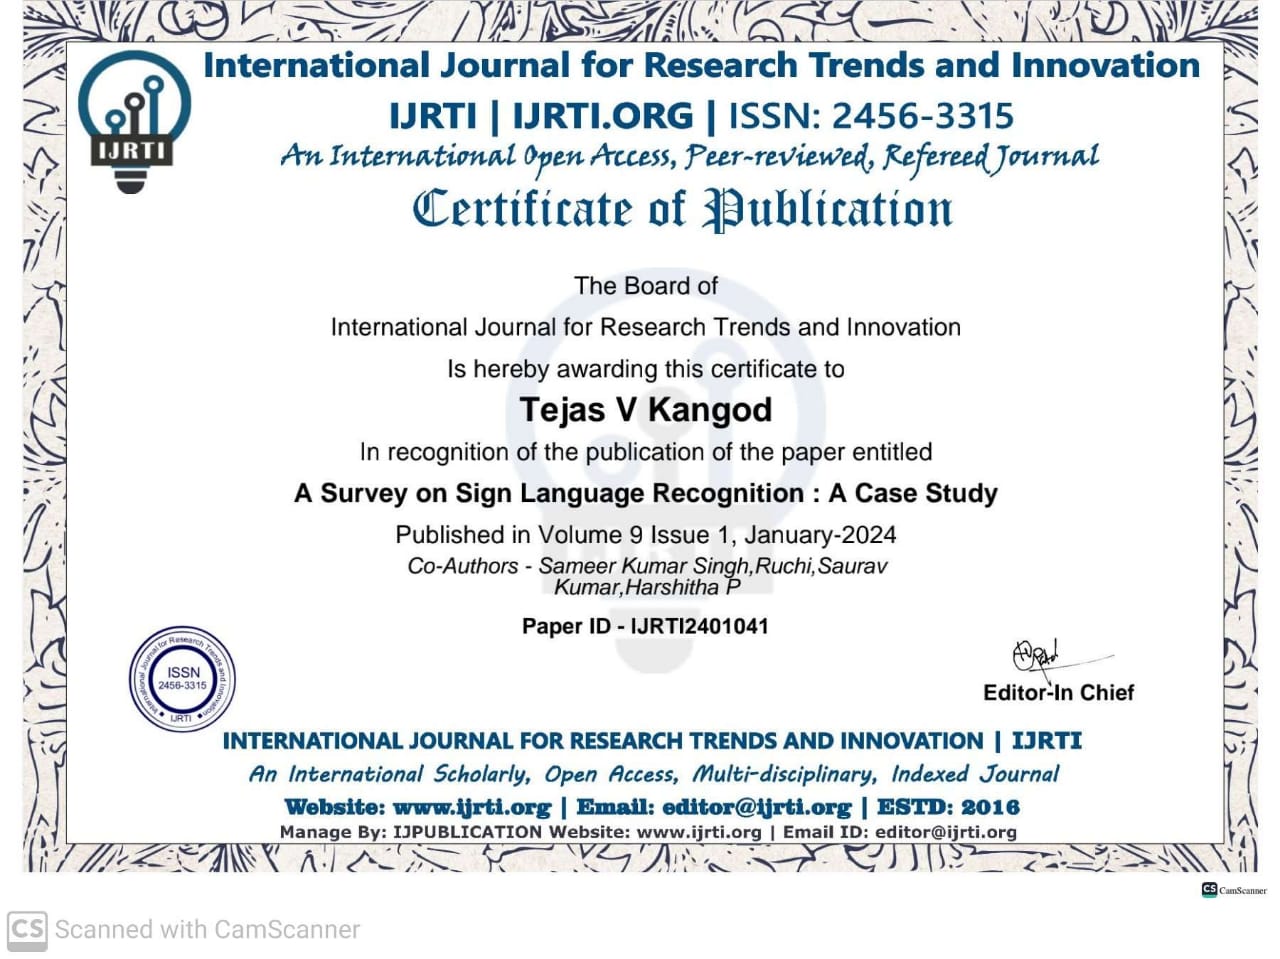 International Journal for Research Trends and Innovation
IJRTI | IJRTI.ORG | ISSN: 2456-3315
An International Open Access, Peer-reviewed, Refereed Journal
IJRTI
Certificate of Publication
The Board of
International Journal for Research Trends and Innovation
Is hereby awarding this certificate to
Tejas V Kangod
In recognition of the publication of the paper entitled
A Survey on Sign Language Recognition : A Case Study
Published in Volume 9 Issue 1, January-2024
Co-Authors - Sameer Kumar Singh,Ruchi,Saurav
Kumar,Harshitha P
Paper ID - IJRTI2401041
International Journal for Research Trends and Innovation
ISSN
2456-3315
IJRTI
Editor-In Chief
INTERNATIONAL JOURNAL FOR RESEARCH TRENDS AND INNOVATION | IJRTI
An International Scholarly, Open Access, Multi-disciplinary, Indexed Journal
Website: www.ijrti.org | Email: editor@ijrti.org | ESTD: 2016
Manage By: IJPUBLICATION Website: www.ijrti.org | Email ID: editor@ijrti.org
CS CamScanner
CS Scanned with CamScanner